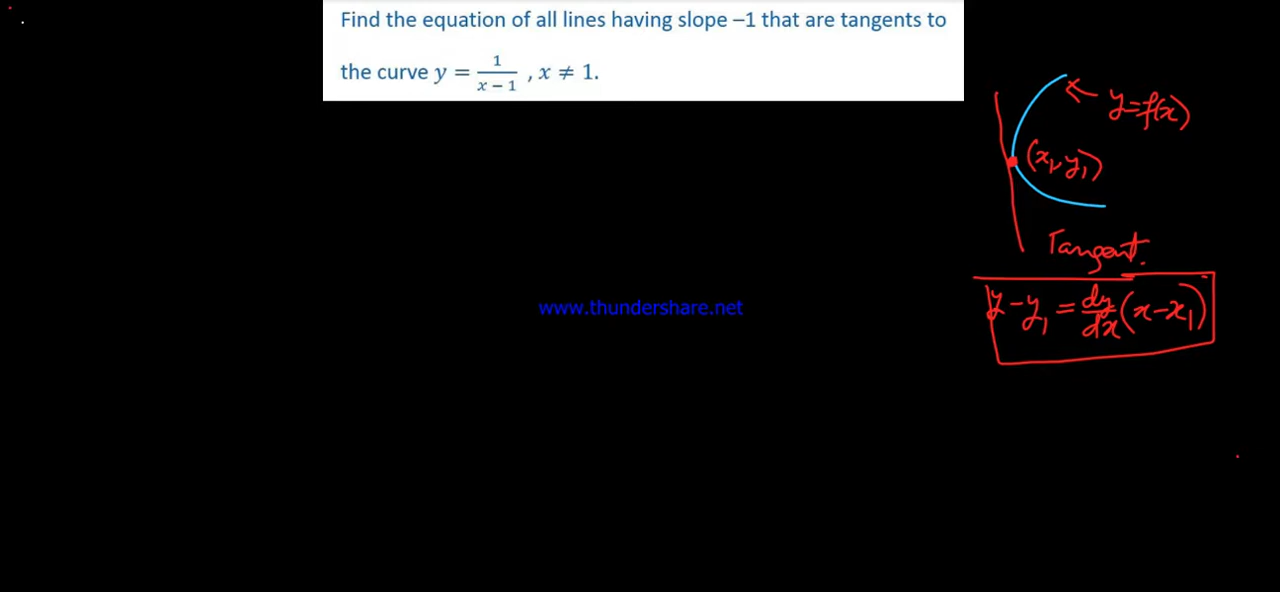 Find the equation of all lines having slope –1 that are tangents to
the curve y = 1/(x – 1) , x ≠ 1.
y=f(x)
(x₁, y₁)
Tangent.
y-y₁ = dy/dx (x-x₁)
www.thundershare.net